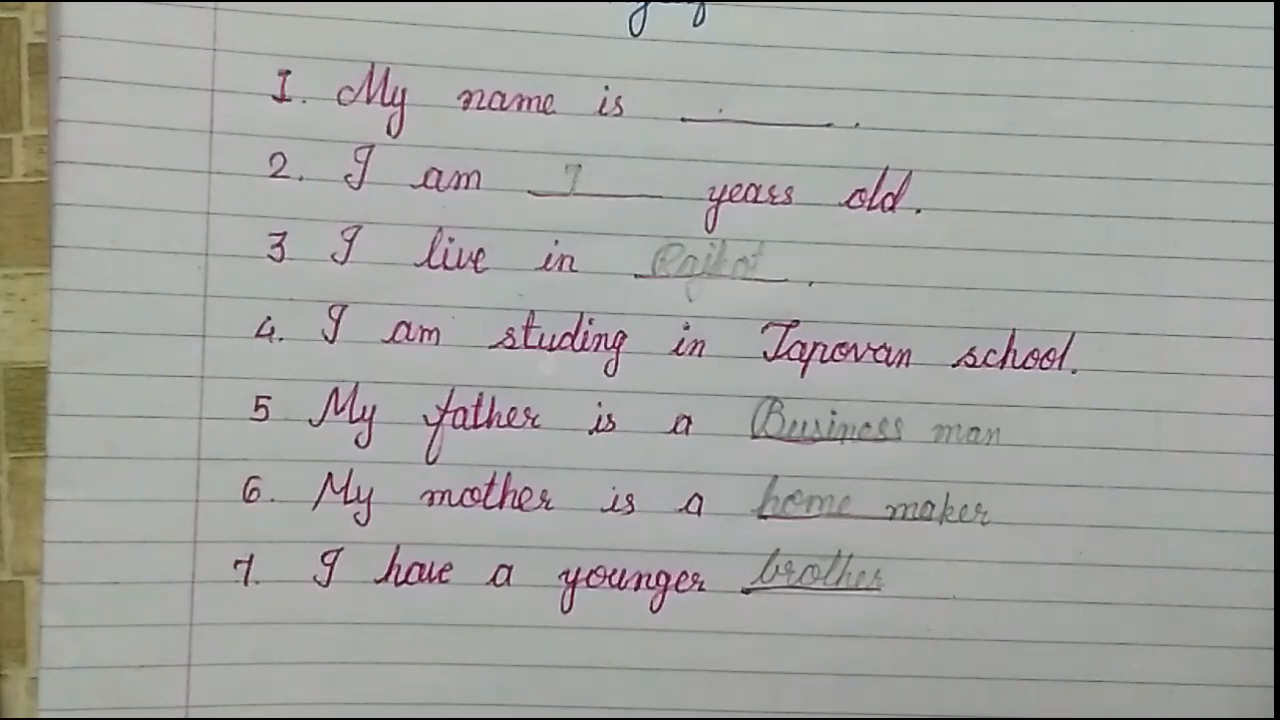 1. My name is ______.
2. I am 7 years old.
3 I live in Rajkot.
4. I am studing in Tapovan school.
5 My father is a Business man
6. My mother is a home maker
7. I have a younger brother